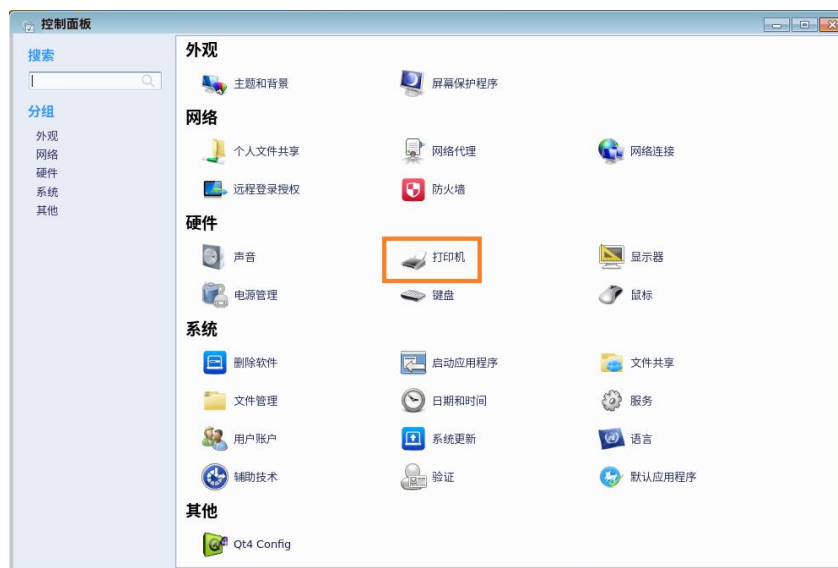 控制面板
搜索
分组
外观
网络
硬件
系统
其他
外观
主题和背景 屏幕保护程序
网络
个人文件共享 网络代理 网络连接
远程登录授权 防火墙
硬件
声音 打印机 显示器
电源管理 键盘 鼠标
系统
删除软件 启动应用程序 文件共享
文件管理 日期和时间 服务
用户账户 系统更新 语言
辅助技术 验证 默认应用程序
其他
Qt4 Config